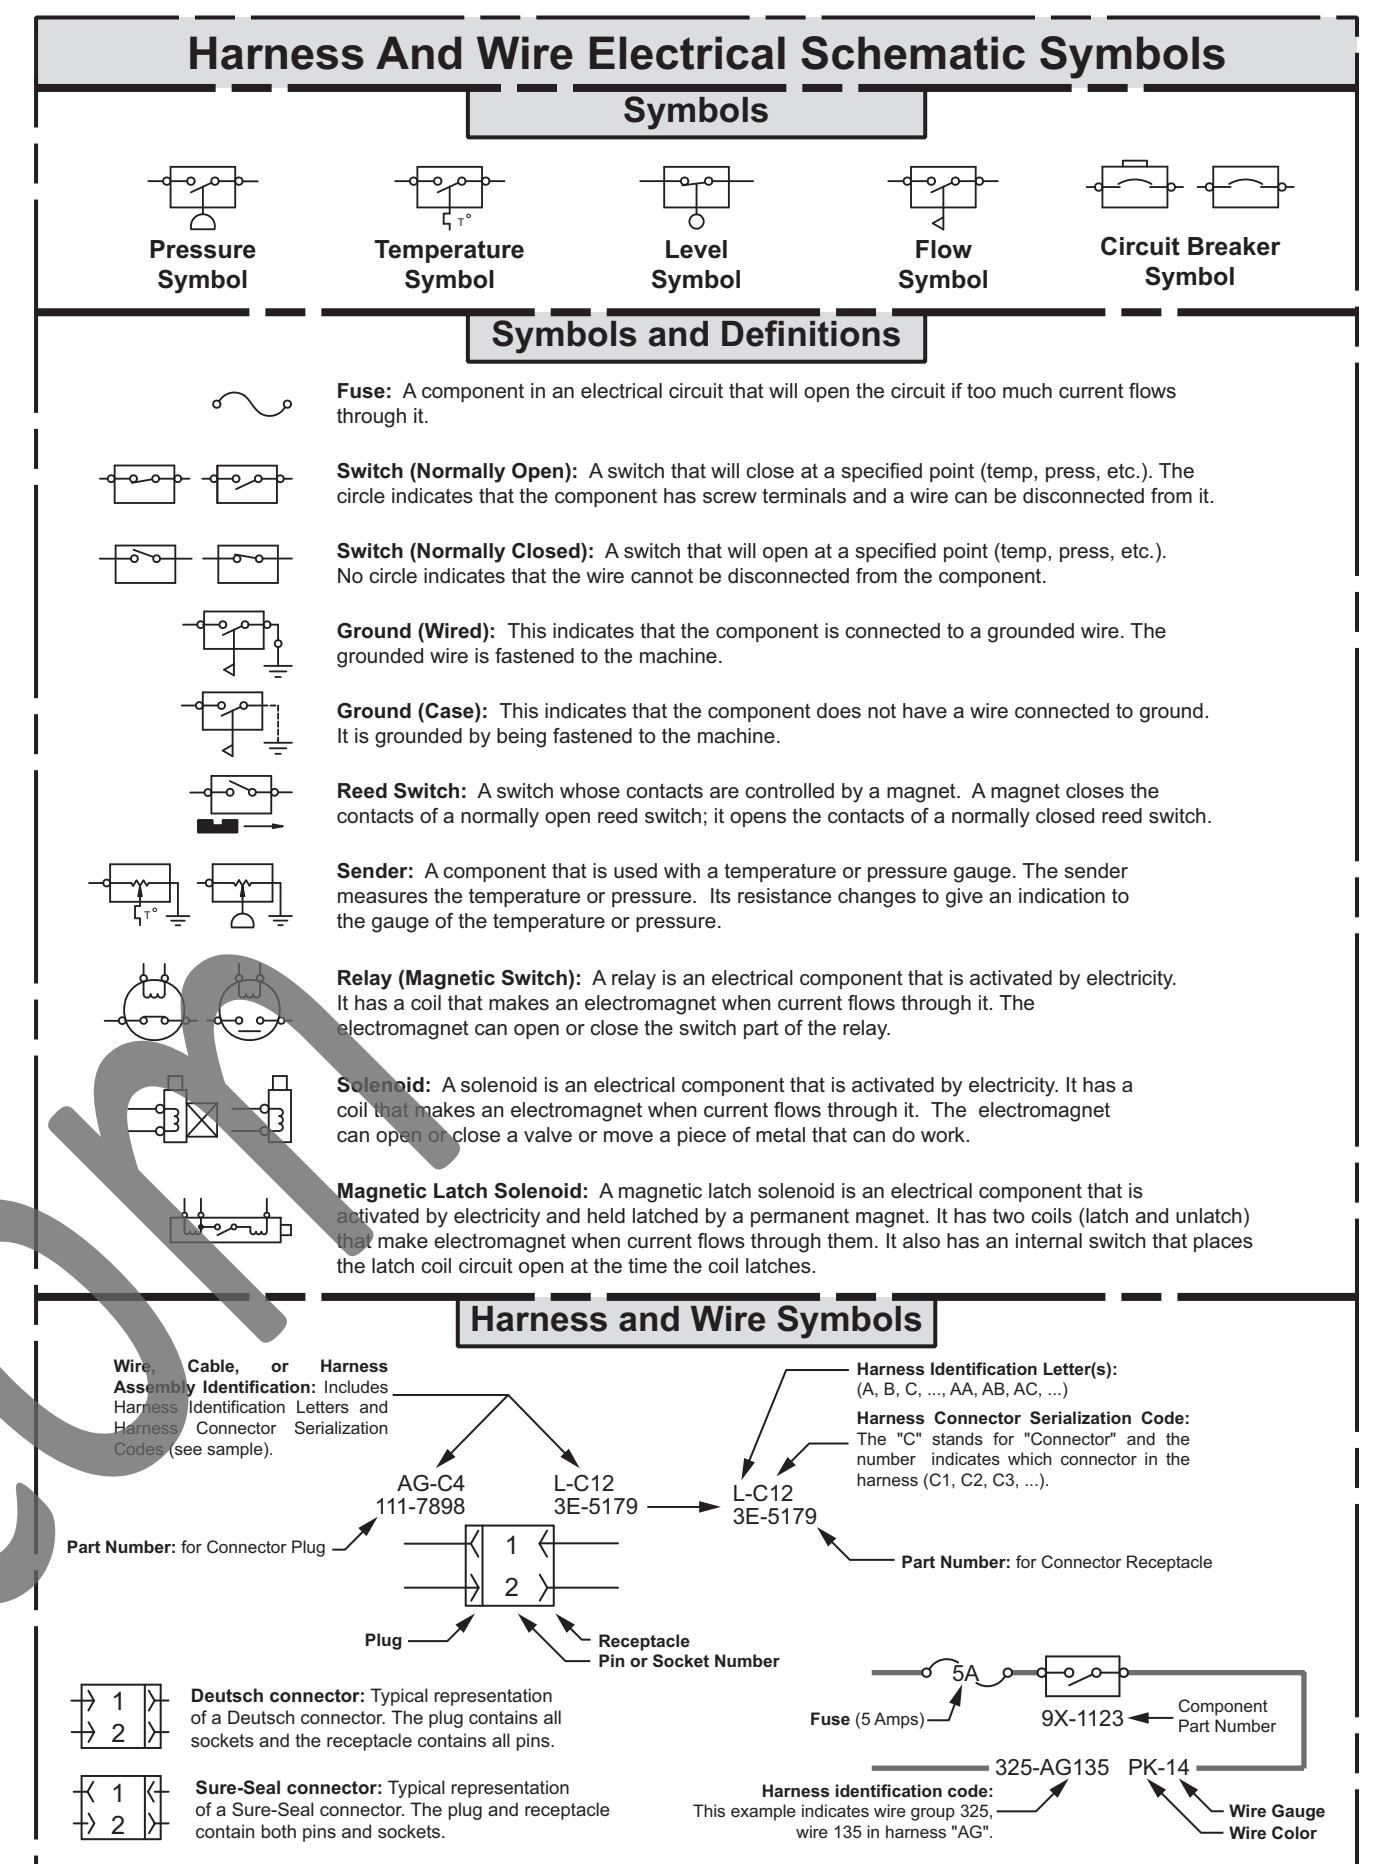 Harness And Wire Electrical Schematic Symbols
Symbols
T°
Pressure
Symbol
Temperature
Symbol
Level
Symbol
Flow
Symbol
Circuit Breaker
Symbol
Symbols and Definitions
Fuse: A component in an electrical circuit that will open the circuit if too much current flows
through it.
Switch (Normally Open): A switch that will close at a specified point (temp, press, etc.). The
circle indicates that the component has screw terminals and a wire can be disconnected from it.
Switch (Normally Closed): A switch that will open at a specified point (temp, press, etc.).
No circle indicates that the wire cannot be disconnected from the component.
Ground (Wired): This indicates that the component is connected to a grounded wire. The
grounded wire is fastened to the machine.
Ground (Case): This indicates that the component does not have a wire connected to ground.
It is grounded by being fastened to the machine.
Reed Switch: A switch whose contacts are controlled by a magnet. A magnet closes the
contacts of a normally open reed switch; it opens the contacts of a normally closed reed switch.
Sender: A component that is used with a temperature or pressure gauge. The sender
measures the temperature or pressure. Its resistance changes to give an indication to
the gauge of the temperature or pressure.
T°
Relay (Magnetic Switch): A relay is an electrical component that is activated by electricity.
It has a coil that makes an electromagnet when current flows through it. The
electromagnet can open or close the switch part of the relay.
Solenoid: A solenoid is an electrical component that is activated by electricity. It has a
coil that makes an electromagnet when current flows through it. The electromagnet
can open or close a valve or move a piece of metal that can do work.
Magnetic Latch Solenoid: A magnetic latch solenoid is an electrical component that is
activated by electricity and held latched by a permanent magnet. It has two coils (latch and unlatch)
that make electromagnet when current flows through them. It also has an internal switch that places
the latch coil circuit open at the time the coil latches.
Harness and Wire Symbols
Wire, Cable, or Harness
Assembly Identification: Includes
Harness Identification Letters and
Harness Connector Serialization
Codes (see sample).
Harness Identification Letter(s):
(A, B, C, ..., AA, AB, AC, ...)
Harness Connector Serialization Code:
The "C" stands for "Connector" and the
number indicates which connector in the
harness (C1, C2, C3, ...).
AG-C4
111-7898
L-C12
3E-5179
L-C12
3E-5179
Part Number: for Connector Plug
1
2
Part Number: for Connector Receptacle
Plug
Receptacle
Pin or Socket Number
1
2
Deutsch connector: Typical representation
of a Deutsch connector. The plug contains all
sockets and the receptacle contains all pins.
1
2
Sure-Seal connector: Typical representation
of a Sure-Seal connector. The plug and receptacle
contain both pins and sockets.
5A
Fuse (5 Amps)
9X-1123
Component
Part Number
325-AG135 PK-14
Harness identification code:
This example indicates wire group 325,
wire 135 in harness "AG".
Wire Gauge
Wire Color
om